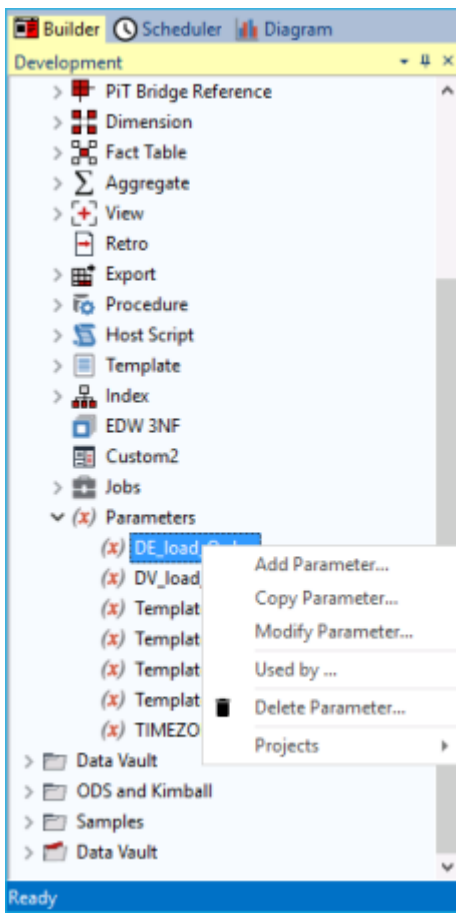 Builder Scheduler Diagram
Development
PiT Bridge Reference
Dimension
Fact Table
Aggregate
View
Retro
Export
Procedure
Host Script
Template
Index
EDW 3NF
Custom2
Jobs
(x) Parameters
(x)
(x)
(x)
(x)
(x)
(x)
(x)
Add Parameter...
Copy Parameter...
Modify Parameter...
Used by ...
Delete Parameter...
Projects
Data Vault
ODS and Kimball
Samples
Data Vault
Ready